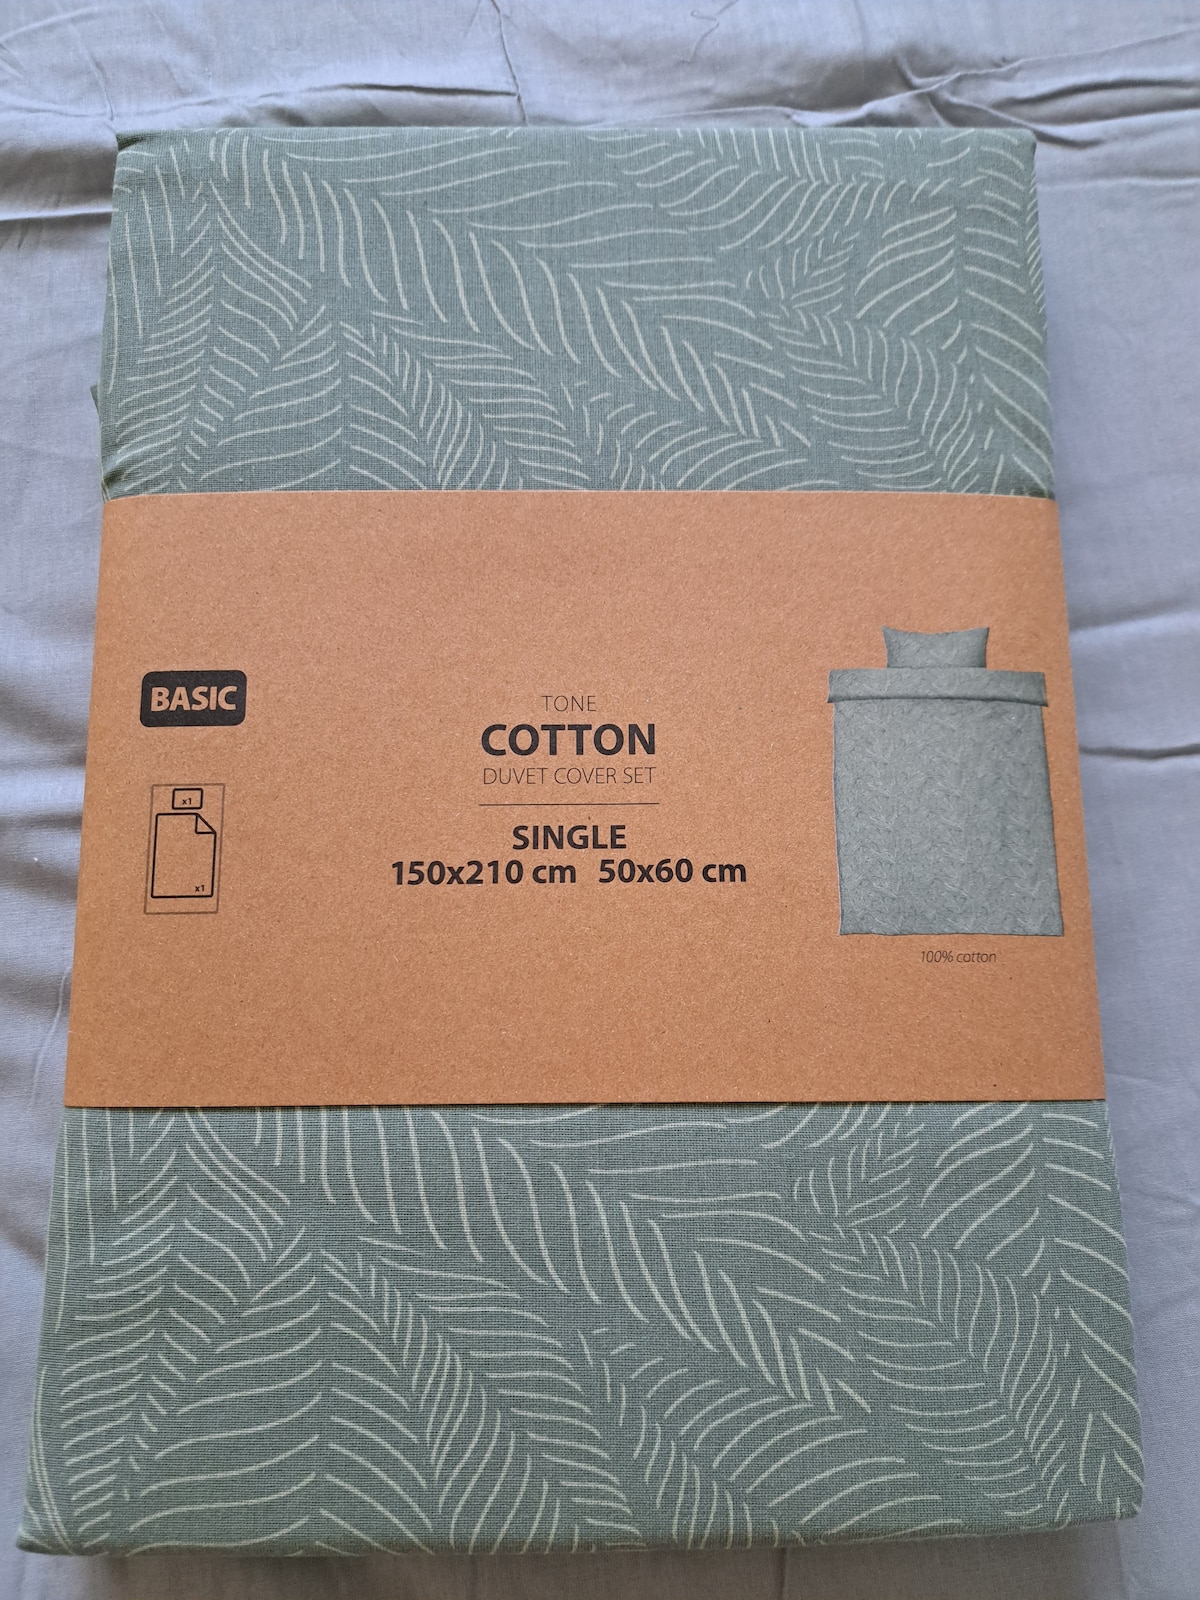 BASIC
x1
x1
TONE
COTTON
DUVET COVER SET
SINGLE
150x210 cm 50x60 cm
100% cotton